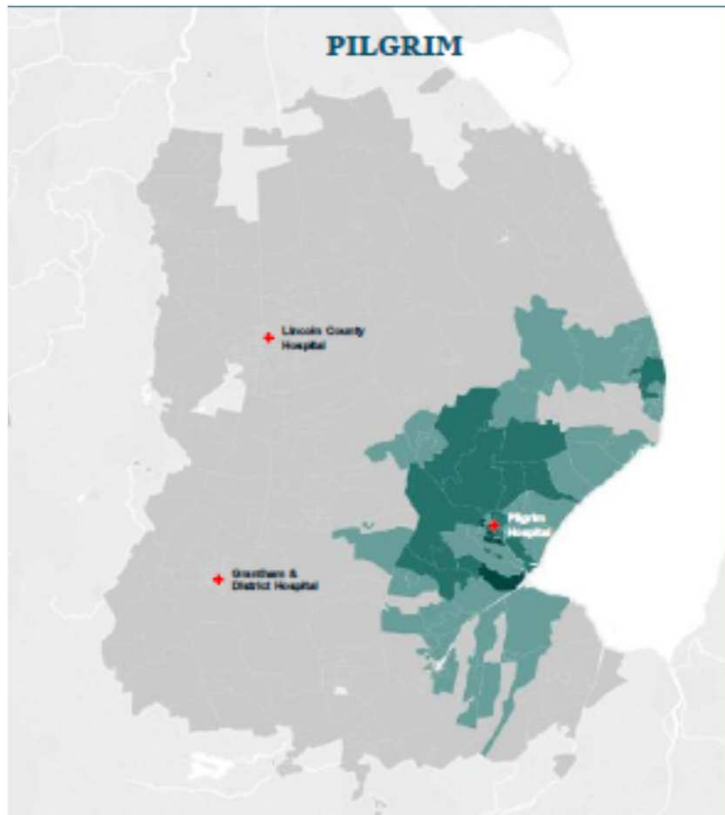 PILGRIM
Lincoln County
Hospital
Pilgrim
Hospital
Grantham &
District Hospital